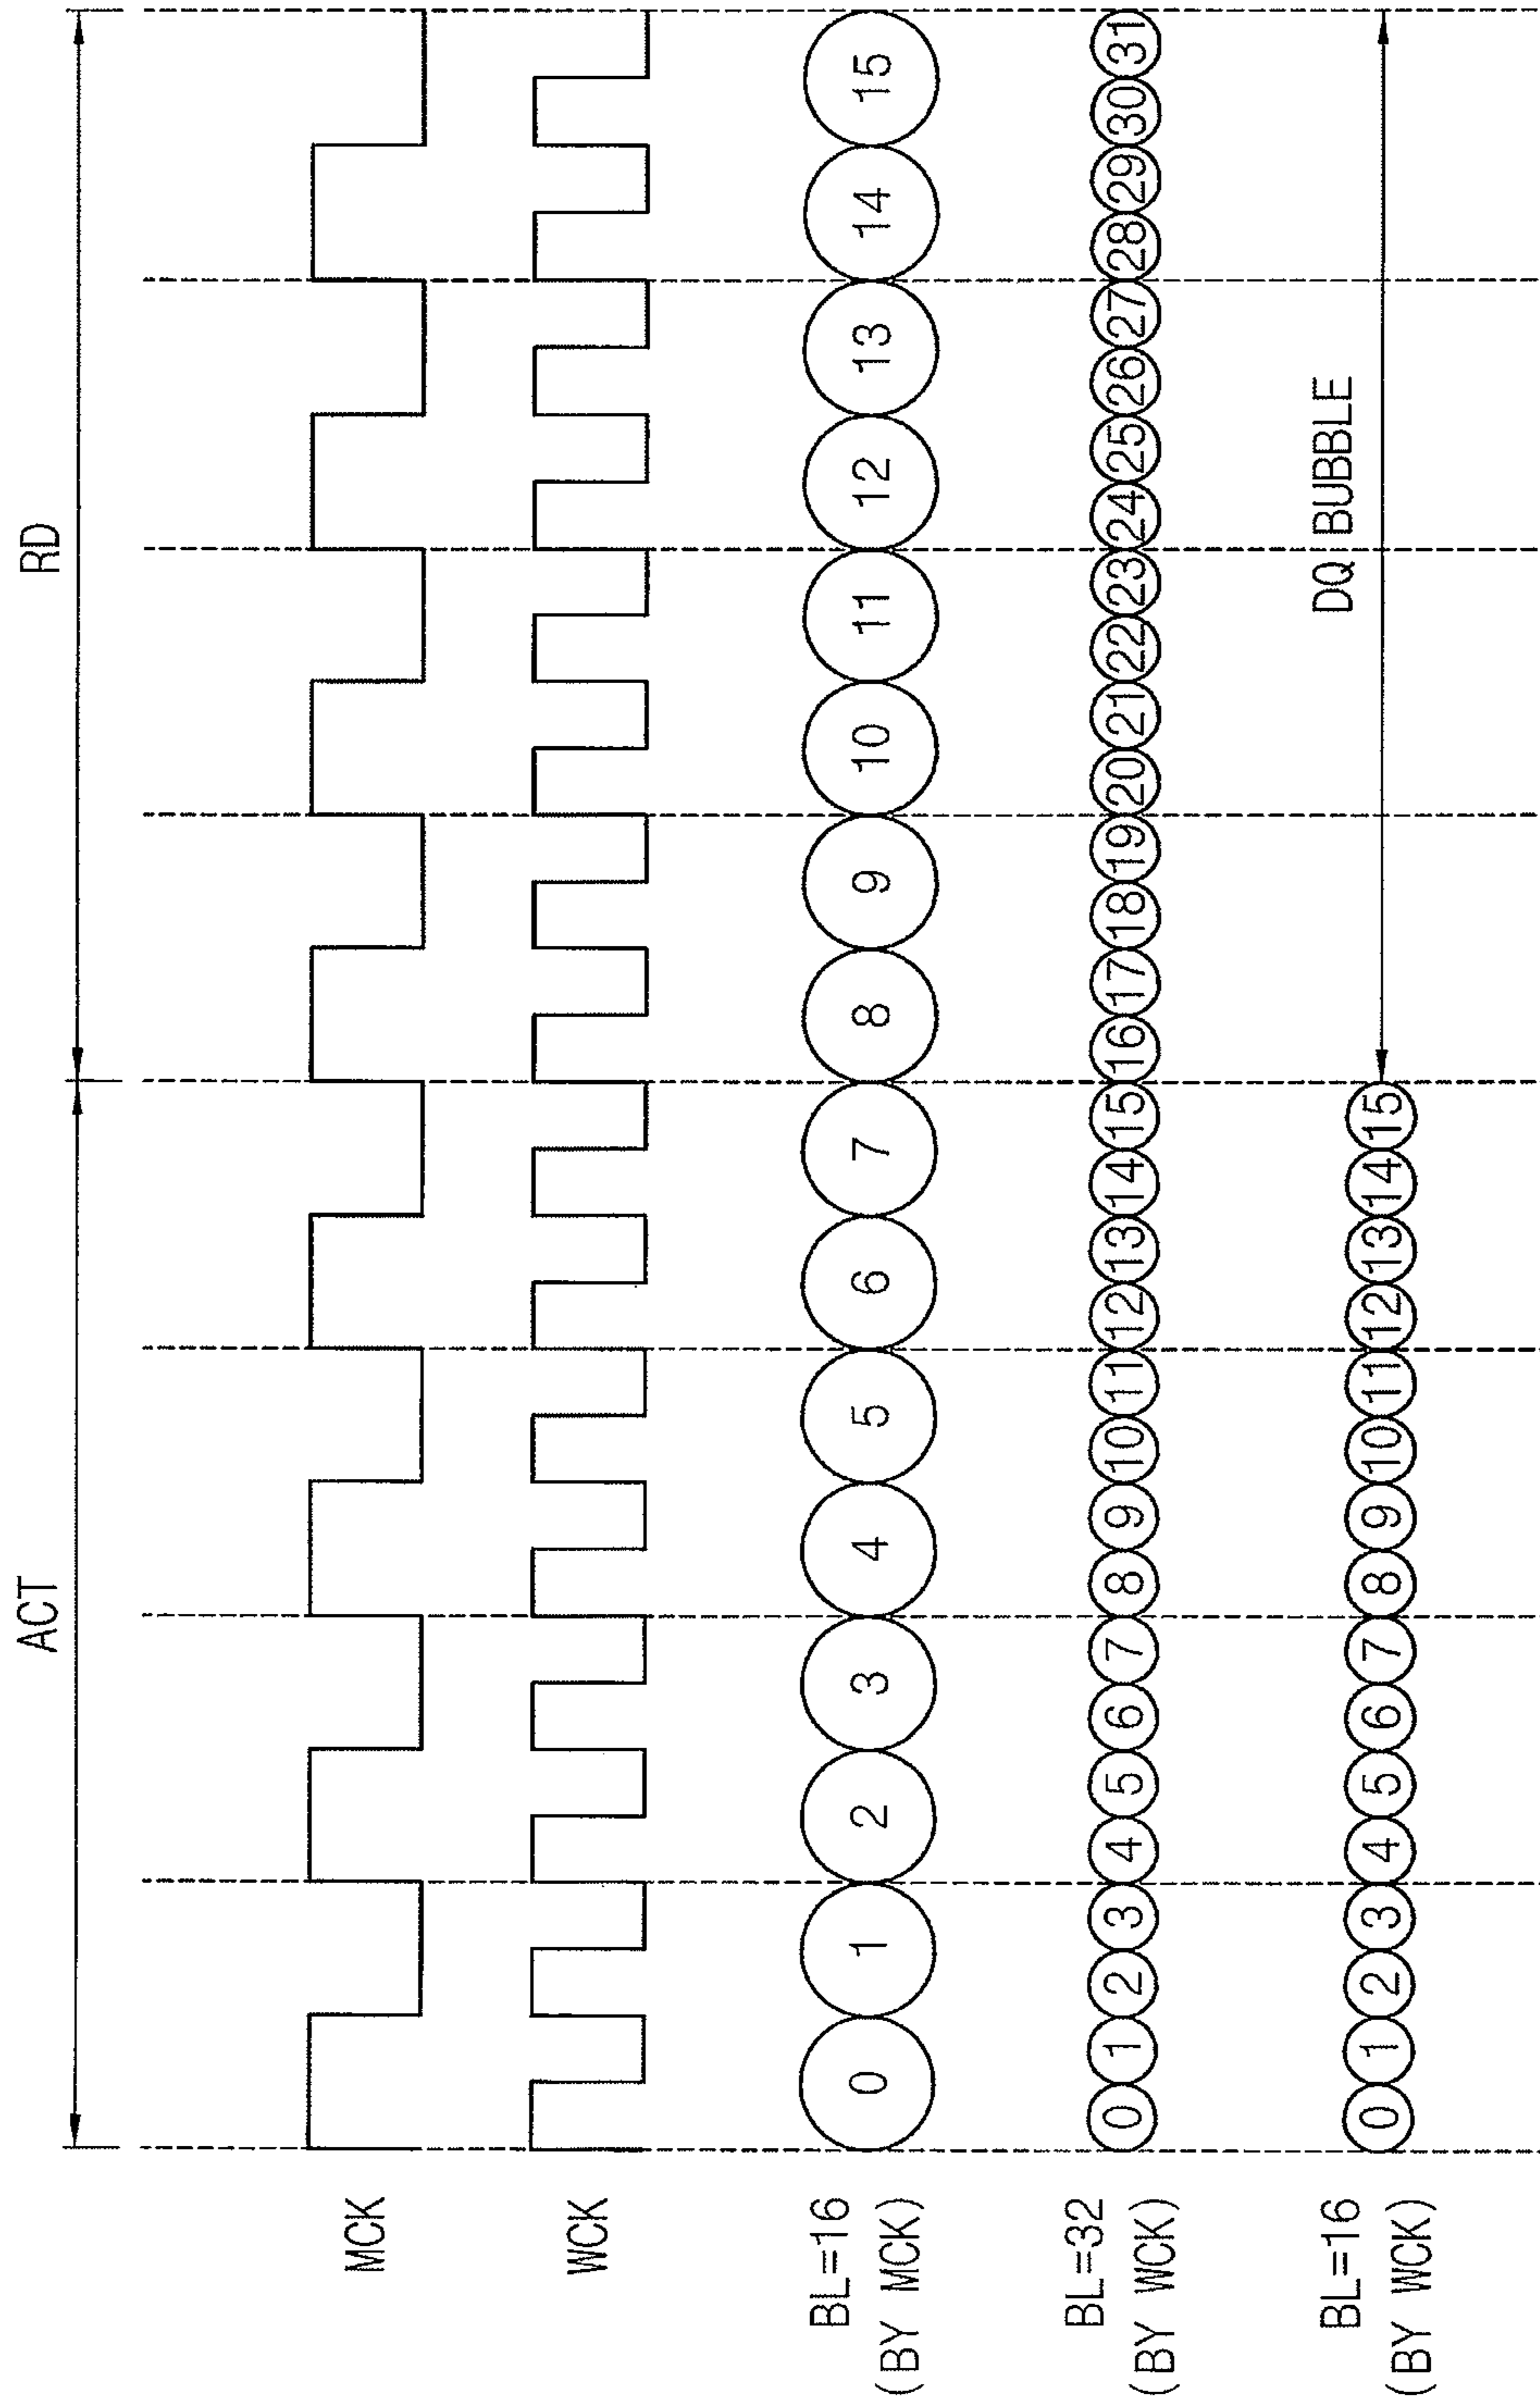 ACT
RD
MCK
WCK
BL=16
(BY MCK)
0 1 2 3 4 5 6 7 8 9 10 11 12 13 14 15
BL=32
(BY WCK)
0 1 2 3 4 5 6 7 8 9 10 11 12 13 14 15 16 17 18 19 20 21 22 23 24 25 26 27 28 29 30 31
BL=16
(BY WCK)
0 1 2 3 4 5 6 7 8 9 10 11 12 13 14 15
DQ BUBBLE